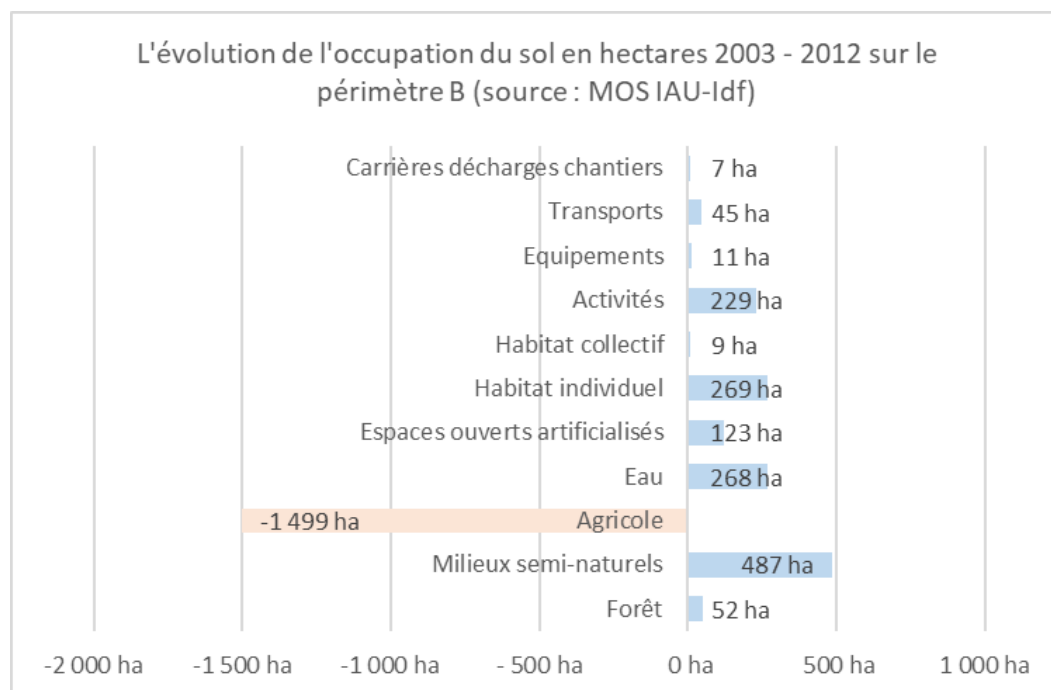 L'évolution de l'occupation du sol en hectares 2003 - 2012 sur le
périmètre B (source : MOS IAU-Idf)
Carrières décharges chantiers 7 ha
Transports 45 ha
Equipements 11 ha
Activités 229 ha
Habitat collectif 9 ha
Habitat individuel 269 ha
Espaces ouverts artificialisés 123 ha
Eau 268 ha
-1 499 ha Agricole
Milieux semi-naturels 487 ha
Forêt 52 ha
-2 000 ha -1 500 ha -1 000 ha - 500 ha 0 ha 500 ha 1 000 ha